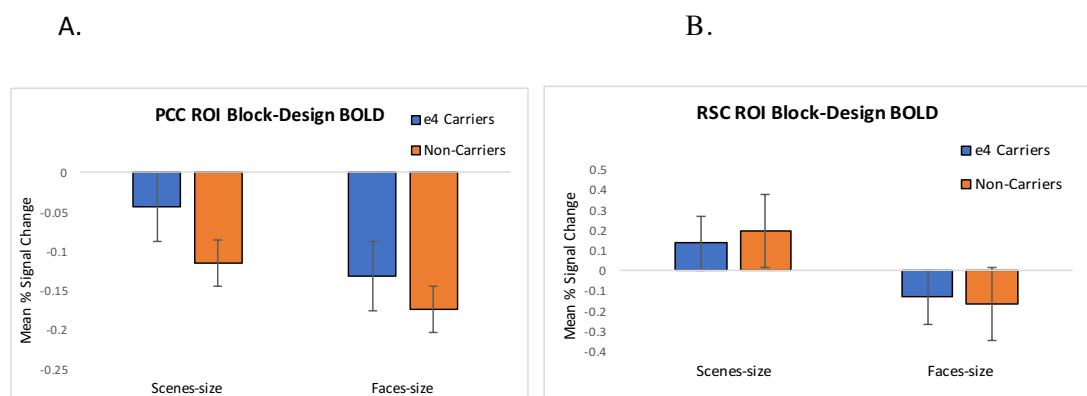 A.
B.
PCC ROI Block-Design BOLD
e4 Carriers
Non-Carriers
0
-0.05
-0.1
-0.15
-0.2
-0.25
Mean % Signal Change
Scenes-size
Faces-size
RSC ROI Block-Design BOLD
e4 Carriers
Non-Carriers
0.5
0.4
0.3
0.2
0.1
0
-0.1
-0.2
-0.3
-0.4
Mean % Signal Change
Scenes-size
Faces-size